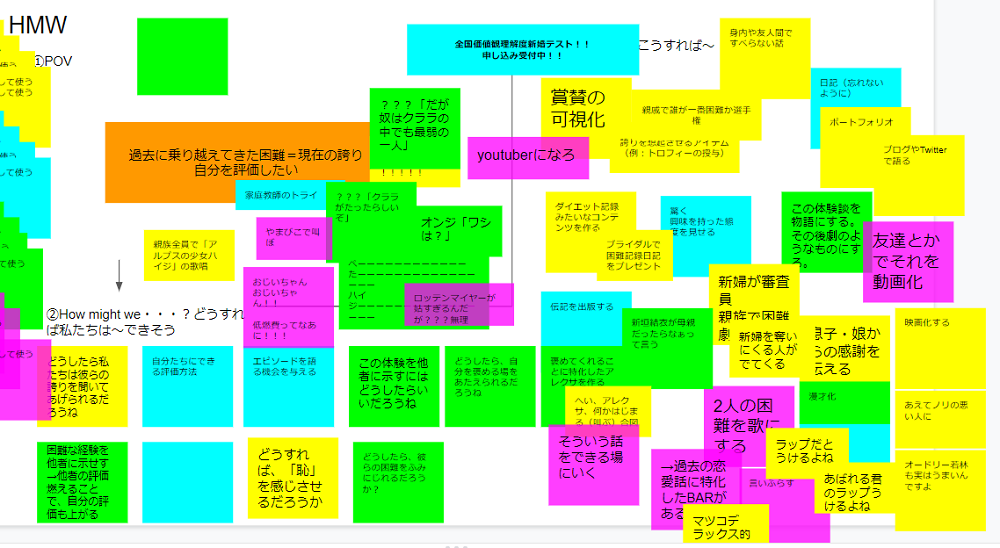 HMW
①POV
して使う
して使う
して使う
して使う
して使う
全国価値観理解度新婚テスト！！
申し込み受付中！！
こうすれば～
身内や友人間で
すべらない話
日記（忘れない
ように）
ポートフォリオ
ブログやTwitter
で語る
賞賛の
可視化
親戚で誰が一番困難か選手
権
誇りを想起させるアイテム
（例：トロフィーの授与）
？？？「だが
奴はクララの
中でも最弱の
一人」
！！！！！
youtuberになろ
過去に乗り越えてきた困難＝現在の誇り
自分を評価したい
家庭教師のトライ
？？？「クララ
がたったらしい
ぞ」
オンジ「ワシ
は？」
やまびこで叫
ぼ
親族全員で「ア
ルプスの少女ハ
イジ」の歌唱
おじいちゃん
おじいちゃ
ん！！
低燃費ってなあ
に！！！
ペーーーーーーーーーーー
たーーーーーーーーーーー
ーーー
ハイ
ジーーーーーーーーーー
ーーー
ロッテンマイヤーが
姑すぎるんだ
が？？？無理
ダイエット記録
みたいなコンテ
ンツを作る
ブライダルで
困難記録日記
をプレゼント
驚く
興味を持った態
度を見せる
この体験談を
物語にする。
その後劇のよ
うなものにす
る。
友達とか
でそれを
動画化
②How might we・・・？どうすれ
ば私たちは～できそう
伝記を出版する
新垣結衣が母親
だったらなぁっ
て言う
新婦が審査
員
親族で困難
劇
新婦を奪い
にくる人が
でてくる
息子・娘か
らの感謝を
伝える
映画化する
どうしたら私
たちは彼らの
誇りを聞いて
あげられるだ
ろうね
自分たちにでき
る評価方法
エピソードを語
る機会を与える
この体験を他
者に示すには
どうしたらい
いだろうね
どうしたら、自
分を褒める場を
あたえられるだ
ろうね
褒めてくれるこ
とに特化したア
レクサを作る
へい、アレク
サ、何かはじま
る（叫ぶ）合図
2人の困
難を歌に
する
漫才化
あえてノリの悪
い人に
困難な経験を
他者に示せす
→他者の評価
燃えること
で、自分の評
価も上がる
どうすれ
ば、「恥」
を感じさせ
るだろうか
どうしたら、彼
らの困難をふみ
にじれるだろう
か？
そういう話
をできる場
にいく
→過去の恋
愛話に特化
したBARが
ある
言いふらす
マツコデ
ラックス的
ラップだと
うけるよね
あばれる君
のラップう
けるよね
オードリー若林
も実はうまいん
ですよ